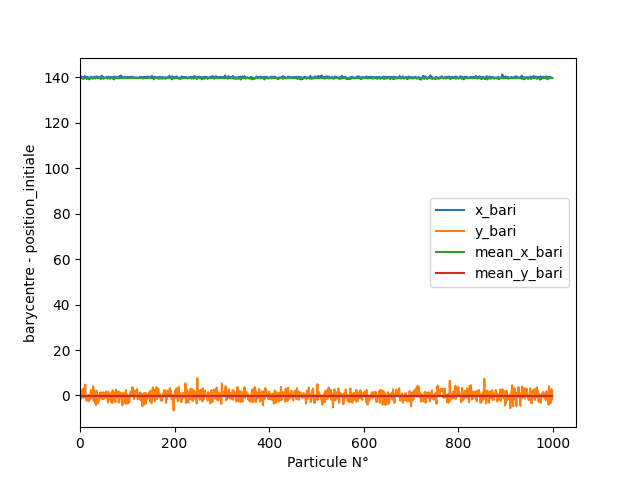 140
120
100
80
60
40
20
0
barycentre - position_initiale
x_bari
y_bari
mean_x_bari
mean_y_bari
0 200 400 600 800 1000
Particule N°